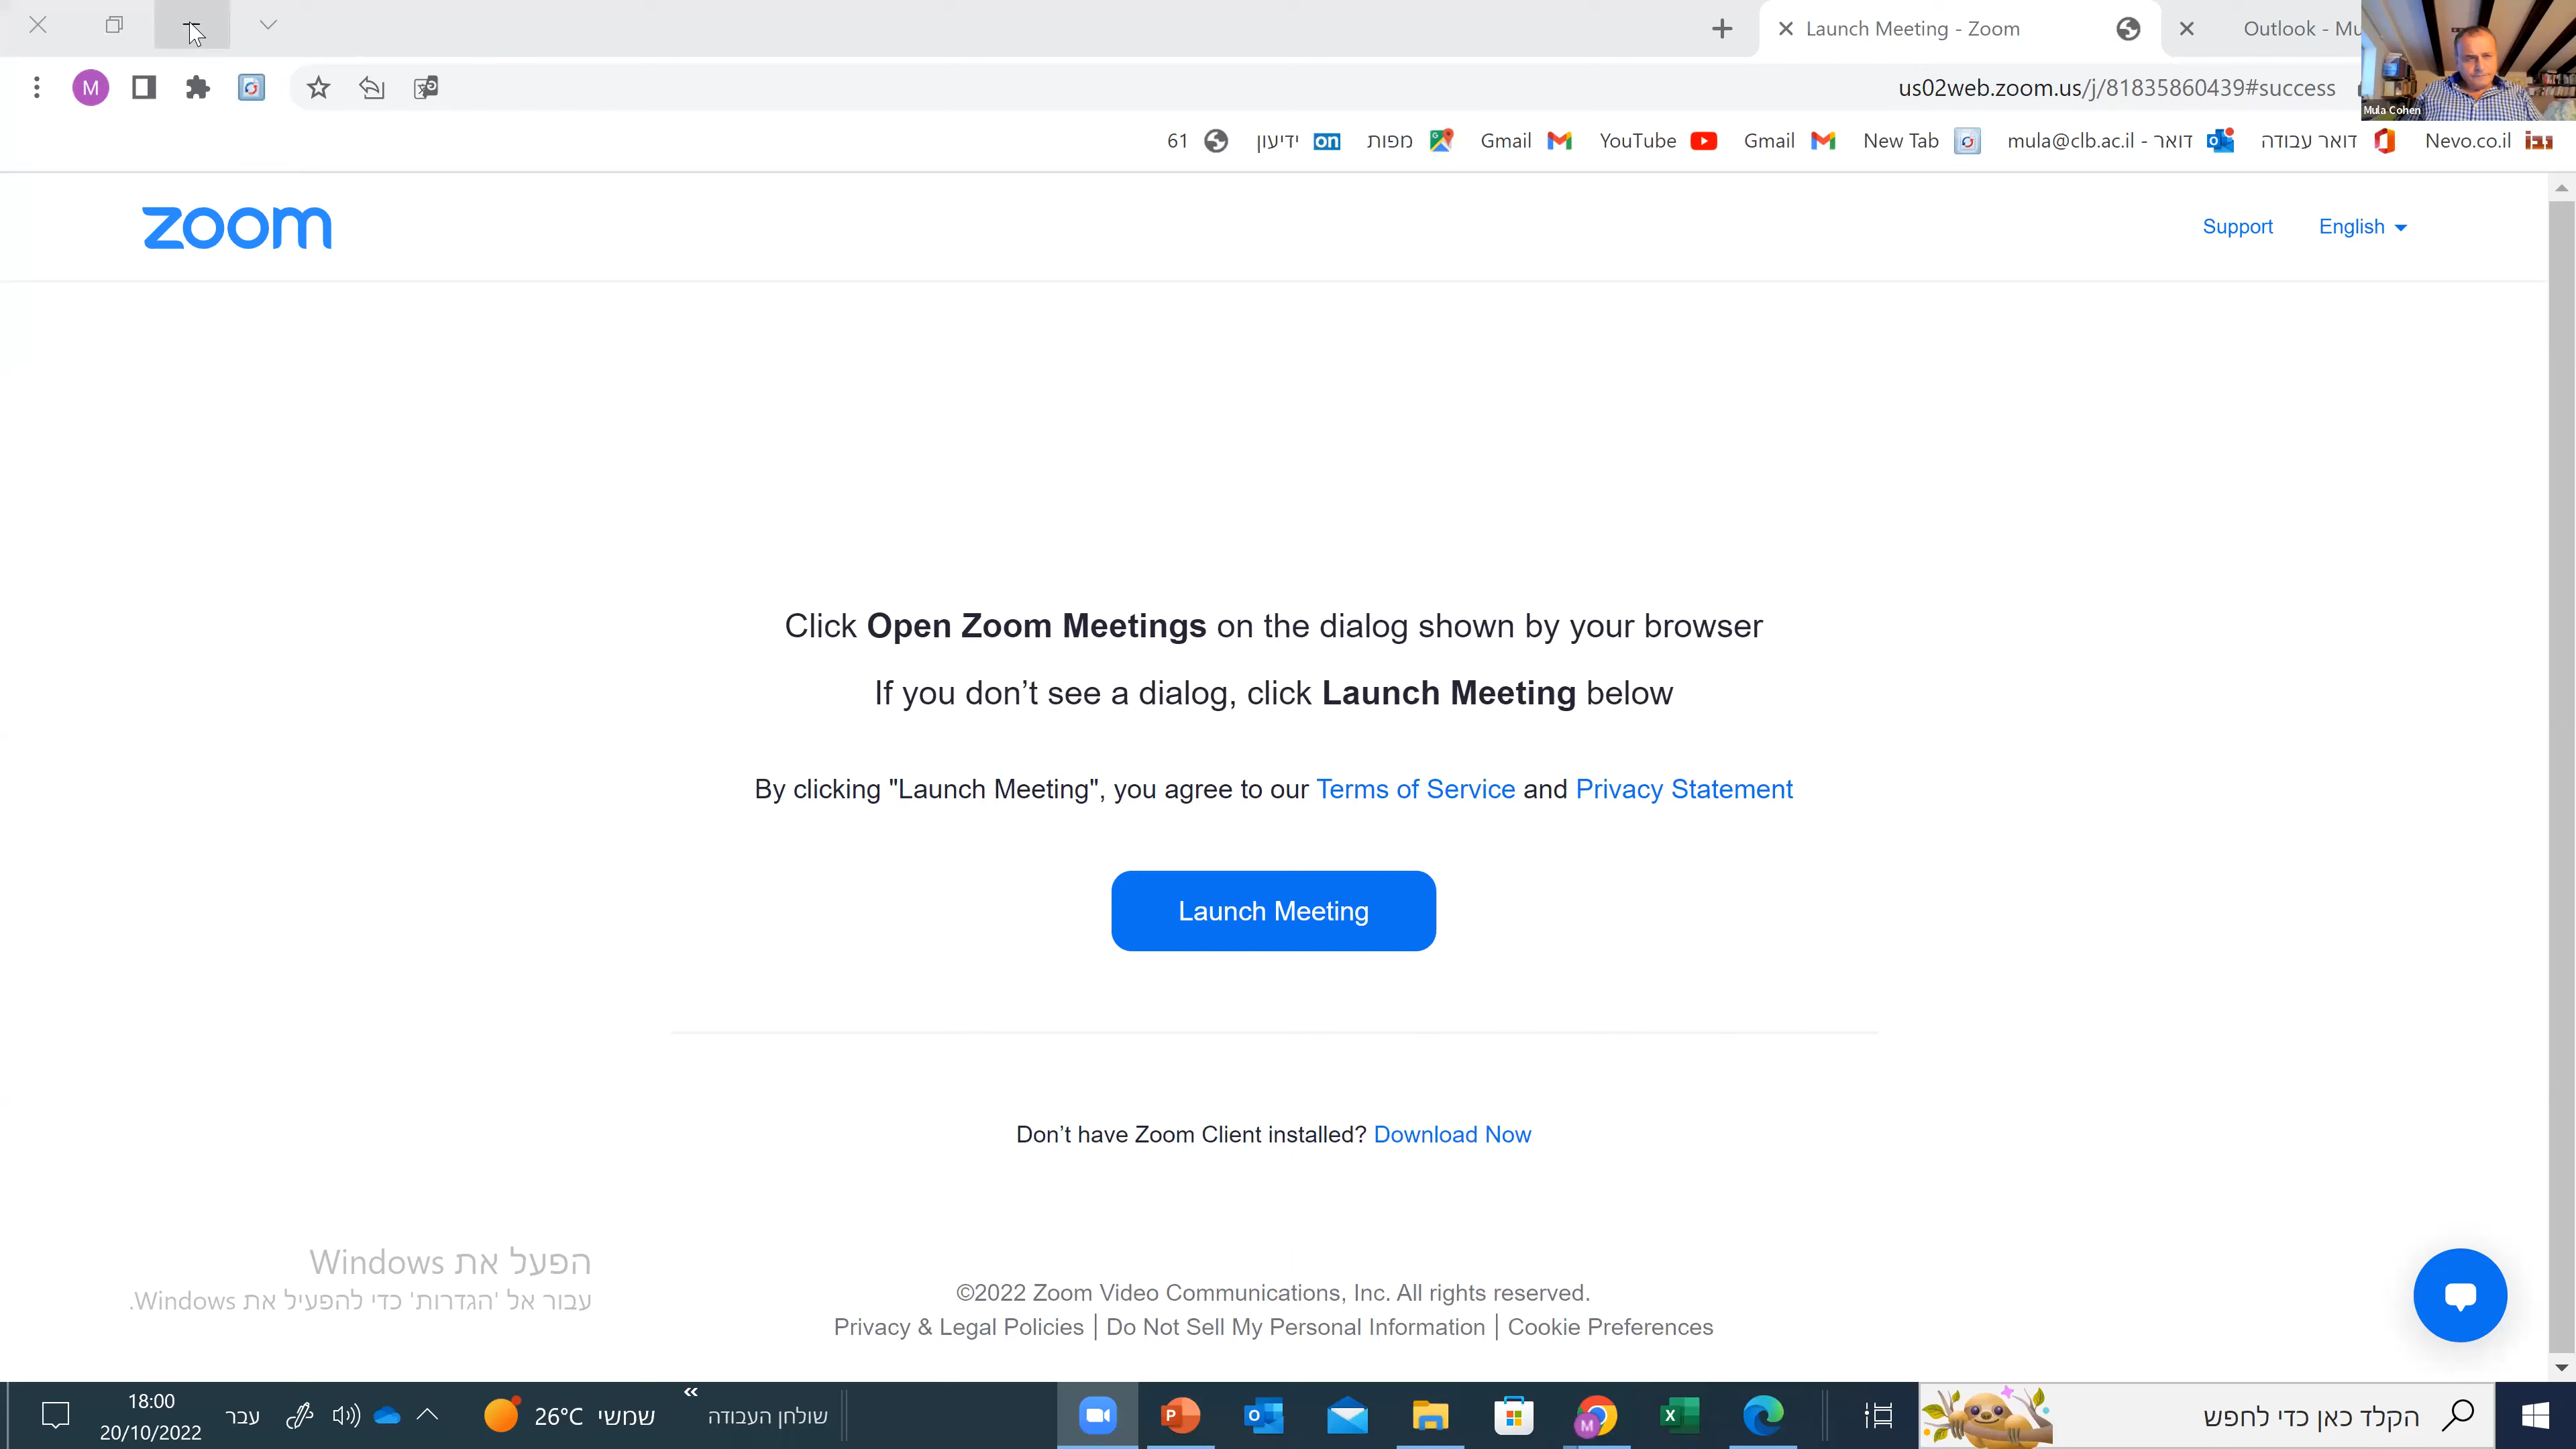 Launch Meeting - Zoom
Outlook - Mu
M
us02web.zoom.us/j/81835860439#success
Mula Cohen
Nevo.co.il
דואר עבודה
דואר - mula@clb.ac.il
New Tab
Gmail
YouTube
Gmail
מפות
on ידיעון
61
zoom
Support
English
Click Open Zoom Meetings on the dialog shown by your browser
If you don’t see a dialog, click Launch Meeting below
By clicking "Launch Meeting", you agree to our Terms of Service and Privacy Statement
Launch Meeting
Don’t have Zoom Client installed? Download Now
הפעל את Windows
עבור אל 'הגדרות' כדי להפעיל את Windows.
©2022 Zoom Video Communications, Inc. All rights reserved.
Privacy & Legal Policies | Do Not Sell My Personal Information | Cookie Preferences
הקלד כאן כדי לחפש
שולחן העבודה
26°C שמשי
עבר
18:00
20/10/2022